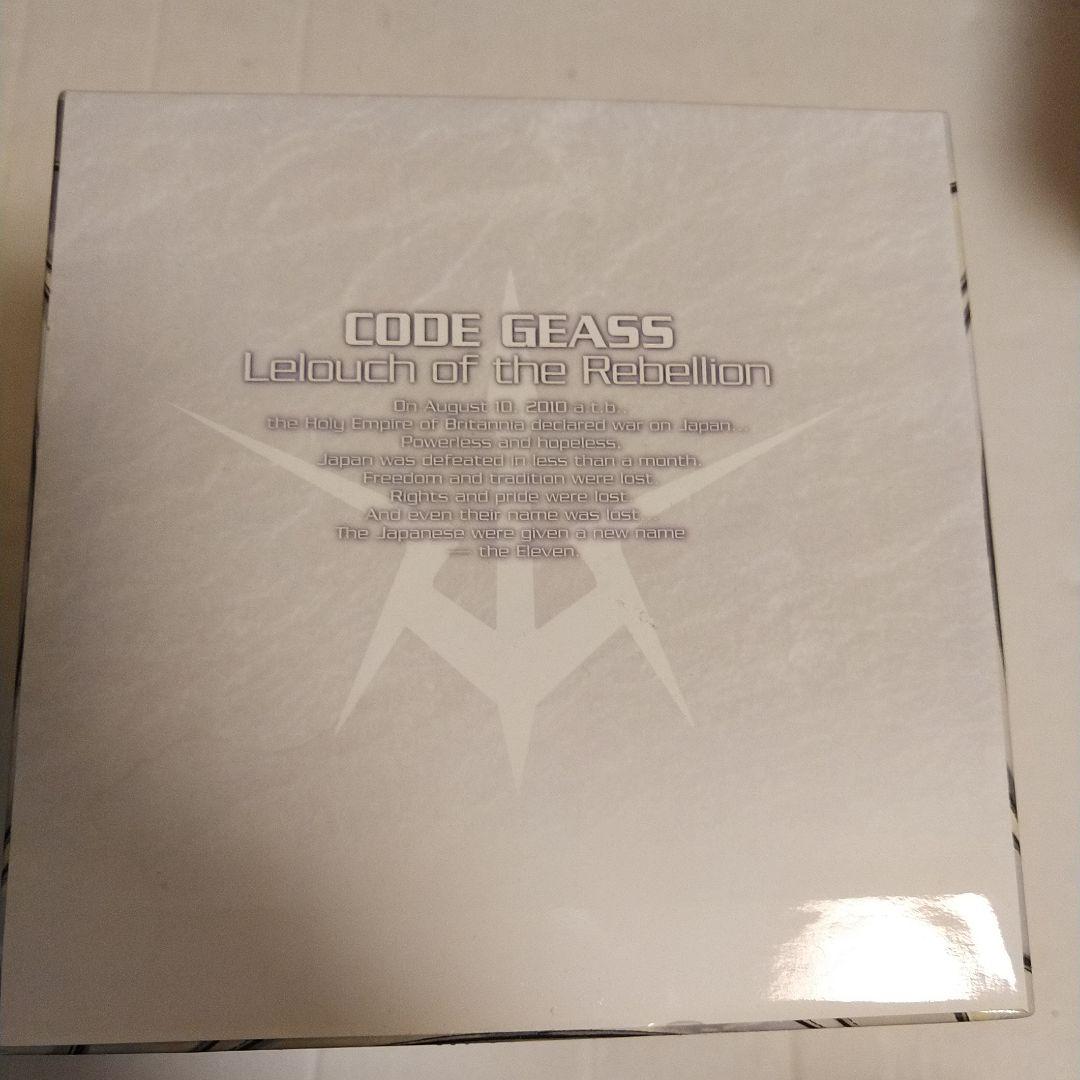 CODE GEASS
Lelouch of the Rebellion
On August 10, 2010 a.t.b.,
the Holy Empire of Britannia declared war on Japan...
Powerless and hopeless,
Japan was defeated in less than a month.
Freedom and tradition were lost.
Rights and pride were lost.
And even their name was lost...
The Japanese were given a new name
— the Eleven.